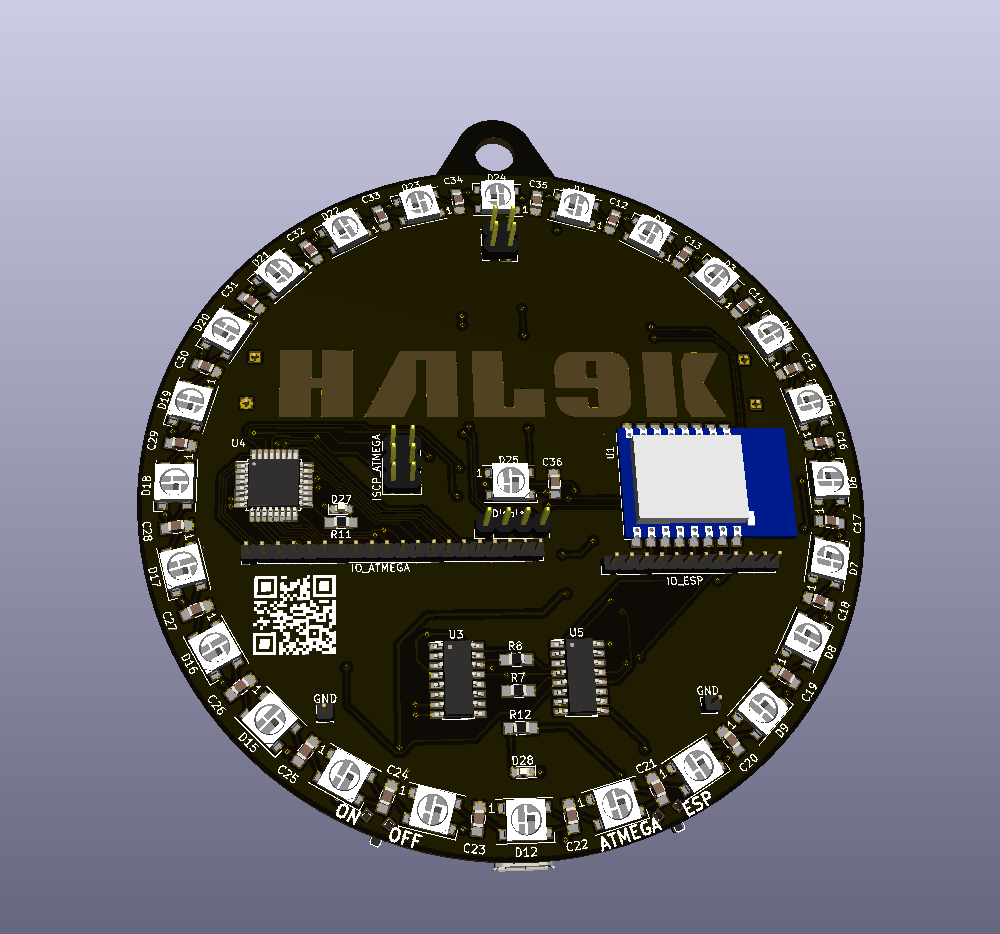 C34
D24
C35
D23
D1
C33
C12
D22
D2
C32
C13
D21
D3
C31
C14
D20
D4
C30
C15
HAL9K
D19
D5
C29
C16
U4
ISCP_ATMEGA
D25
C36
U1
D18
D6
D27
R11
C28
C17
IO_ATMEGA
IO_ESP
D17
D7
C27
C18
U3
U5
R8
D16
D8
R7
GND
GND
C26
C19
R12
D15
D9
C25
C20
D28
C24
C21
ON
OFF
ATMEGA
ESP
C23
D12
C22